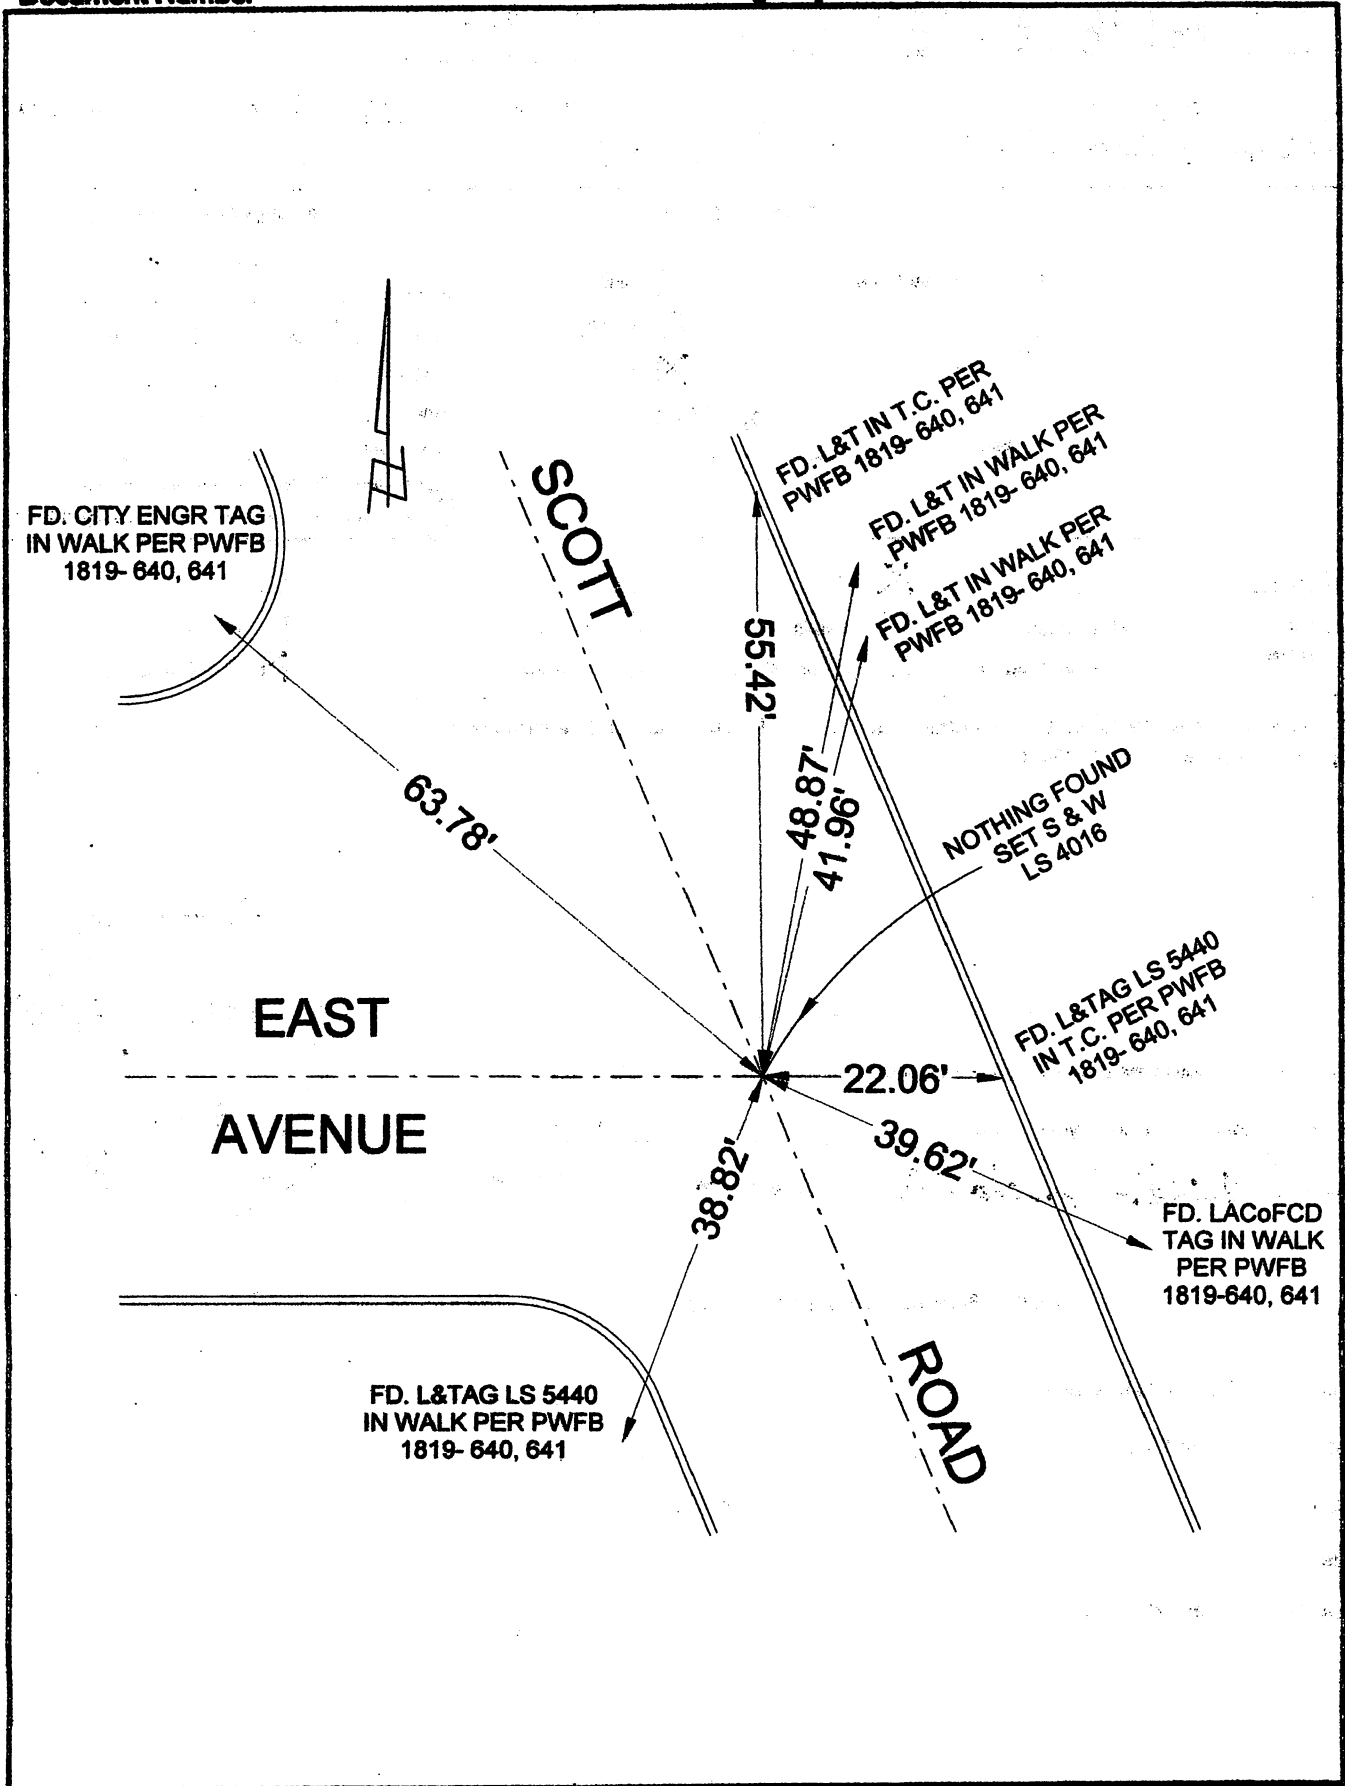 Document Number
FD. L&T IN T.C. PER
PWFB 1819- 640, 641
FD. L&T IN WALK PER
PWFB 1819- 640, 641
FD. L&T IN WALK PER
PWFB 1819- 640, 641
SCOTT
FD. CITY ENGR TAG
IN WALK PER PWFB
1819- 640, 641
55.42'
48.87'
41.96'
63.78'
NOTHING FOUND
SET S & W
LS 4016
EAST
AVENUE
FD. L&TAG LS 5440
IN T.C. PER PWFB
1819- 640, 641
22.06'
39.62'
38.82'
FD. LACoFCD
TAG IN WALK
PER PWFB
1819-640, 641
ROAD
FD. L&TAG LS 5440
IN WALK PER PWFB
1819- 640, 641